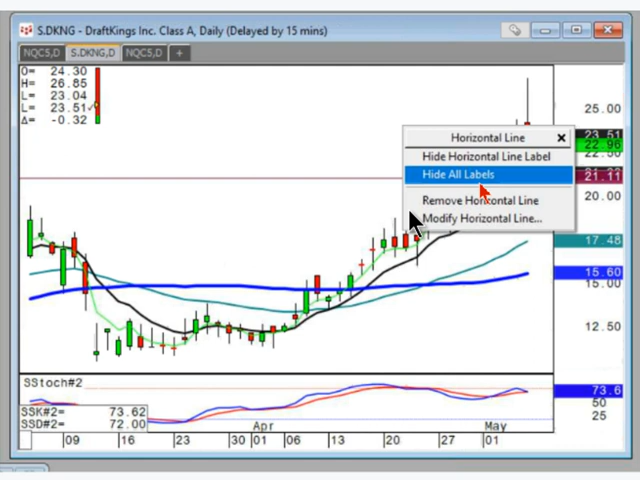 S.DKNG - DraftKings Inc. Class A, Daily (Delayed by 15 mins)
NQC5,D S.DKNG,D NQC5,D +
O= 24.30
H= 26.85
L= 23.04
L= 23.51
Δ= -0.32
25.00
23.51
22.96
22.50
21.11
20.00
17.48
15.60
15.00
12.50
Horizontal Line
Hide Horizontal Line Label
Hide All Labels
Remove Horizontal Line
Modify Horizontal Line...
SStoch#2
SSK#2= 73.62
SSD#2= 72.00
73.6
50
25
Apr May
09 16 23 30 01 06 13 20 27 01